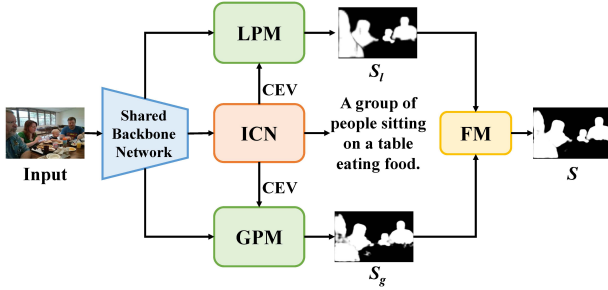 LPM
S_l
CEV
Shared
Backbone
Network
ICN
A group of
people sitting
on a table
eating food.
FM
Input
S
CEV
GPM
S_g